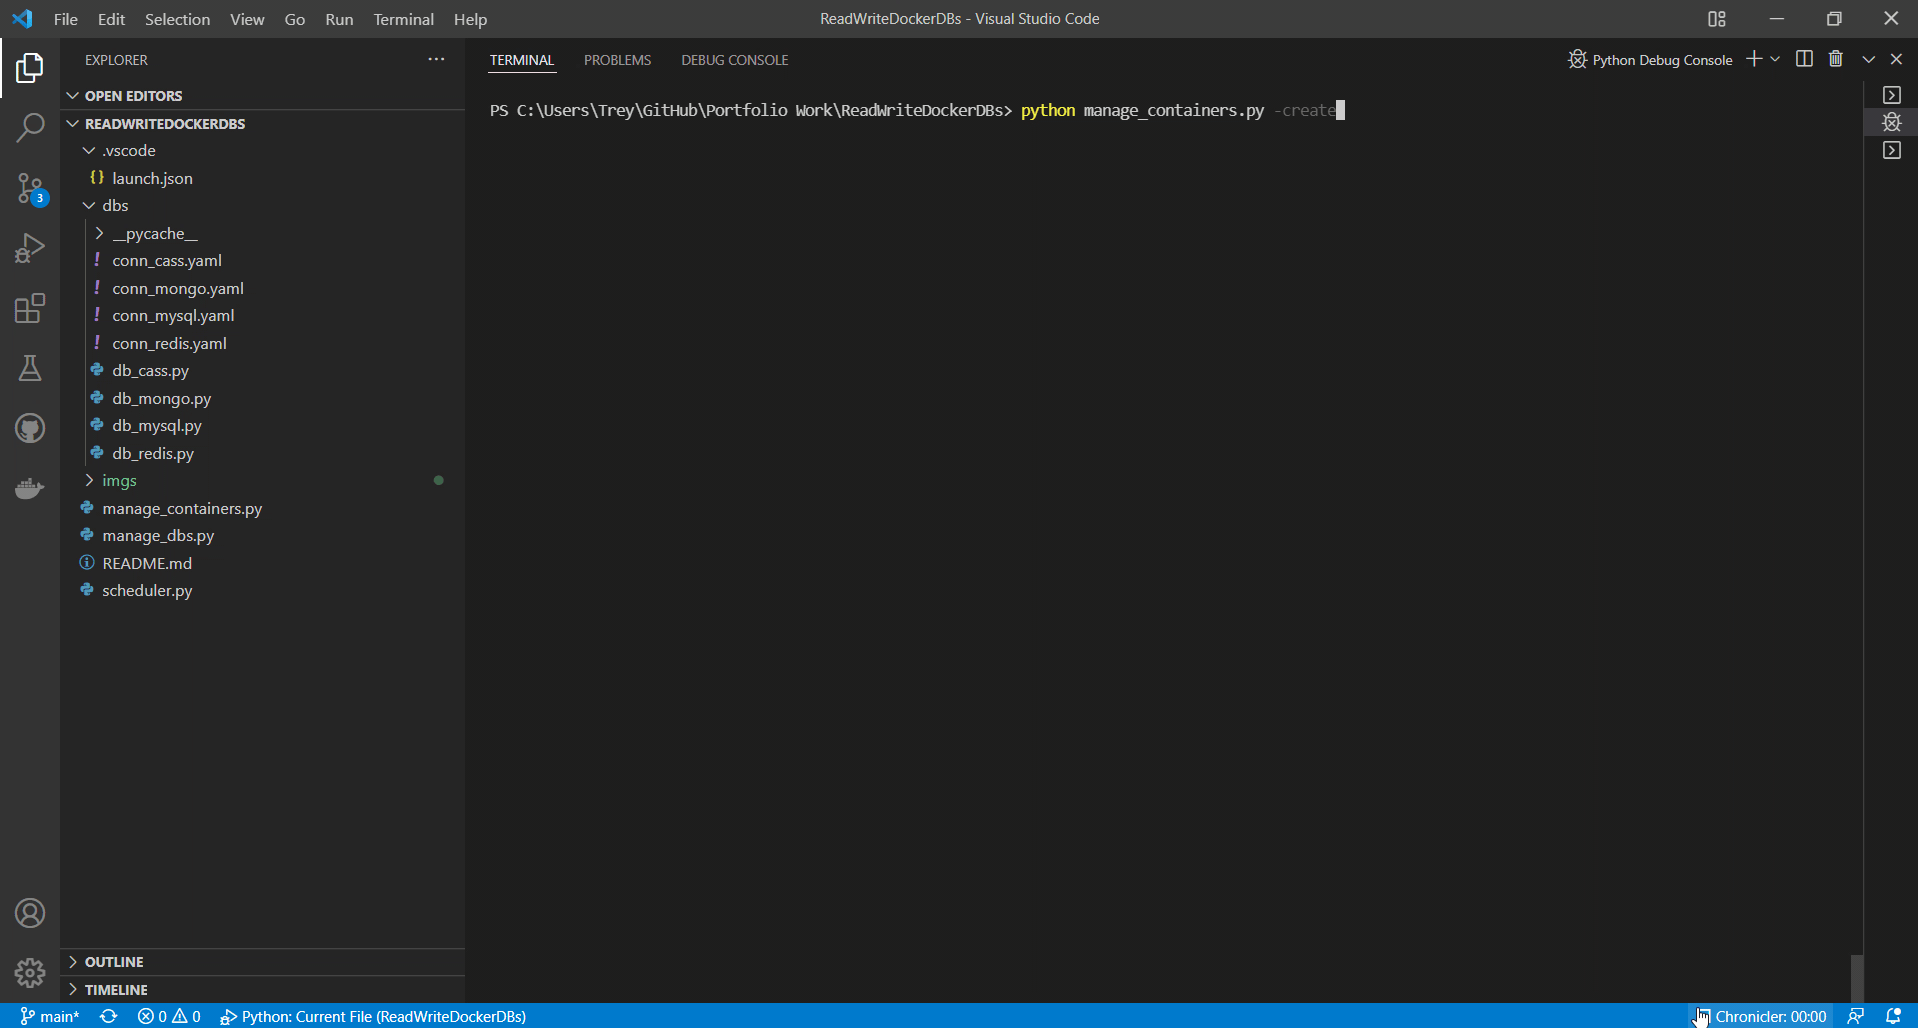 File Edit Selection View Go Run Terminal Help ReadWriteDockerDBs - Visual Studio Code
EXPLORER
OPEN EDITORS
READWRITEDOCKERDBS
.vscode
{} launch.json
dbs
__pycache__
! conn_cass.yaml
! conn_mongo.yaml
! conn_mysql.yaml
! conn_redis.yaml
db_cass.py
db_mongo.py
db_mysql.py
db_redis.py
imgs
manage_containers.py
manage_dbs.py
README.md
scheduler.py
OUTLINE
TIMELINE
3
TERMINAL PROBLEMS DEBUG CONSOLE Python Debug Console
PS C:\Users\Trey\GitHub\Portfolio Work\ReadWriteDockerDBs> python manage_containers.py -create
main* 0 0 Python: Current File (ReadWriteDockerDBs) Chronicler: 00:00